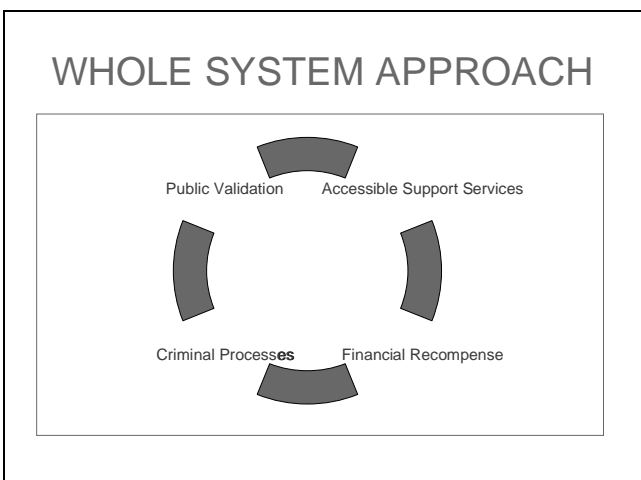 WHOLE SYSTEM APPROACH
Public Validation Accessible Support Services
Criminal Processes Financial Recompense